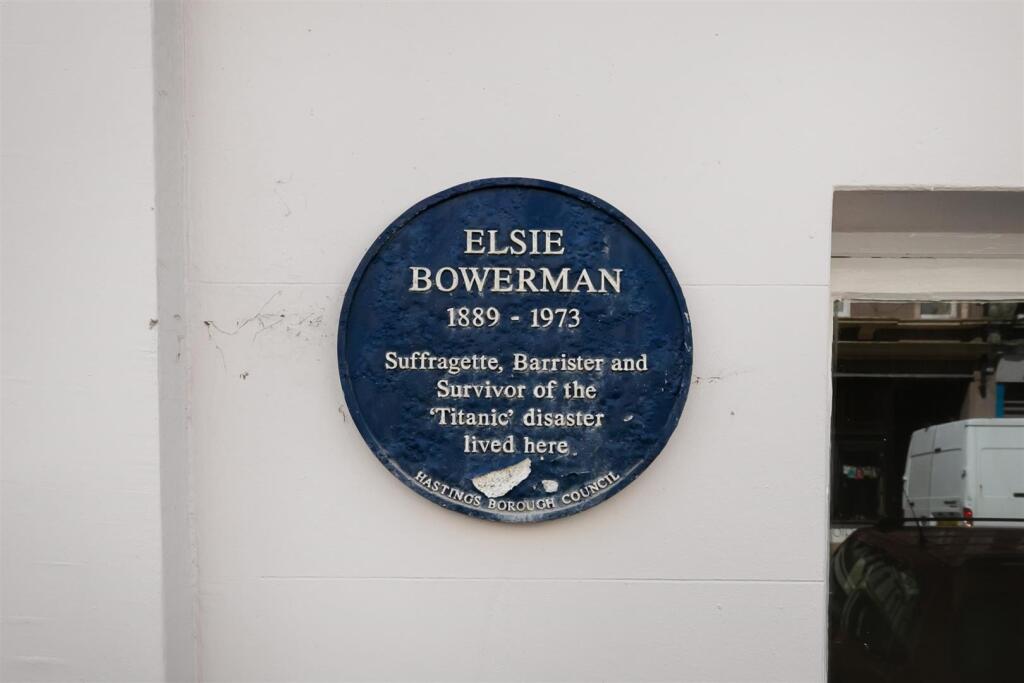 ELSIE
BOWERMAN
1889 - 1973
Suffragette, Barrister and
Survivor of the
‘Titanic’ disaster
lived here
HASTINGS BOROUGH COUNCIL